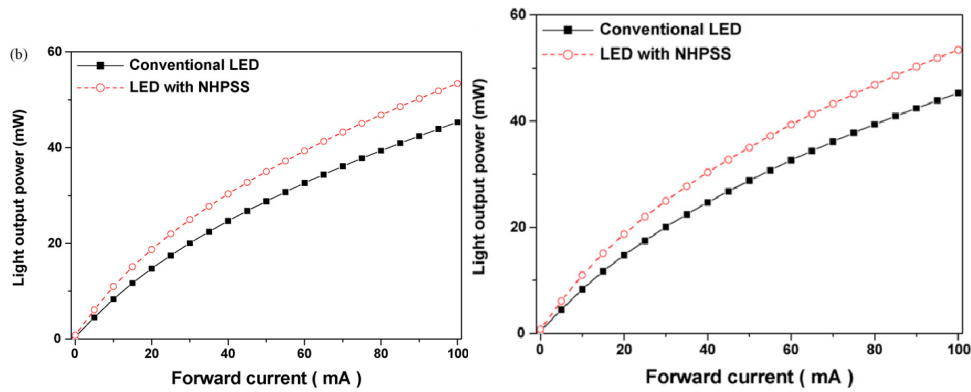 (b)
60
40
20
0
Light output power (mW)
Conventional LED
LED with NHPSS
0 20 40 60 80 100
Forward current ( mA )
60
40
20
0
Light output power (mW)
Conventional LED
LED with NHPSS
0 20 40 60 80 100
Forward current ( mA )